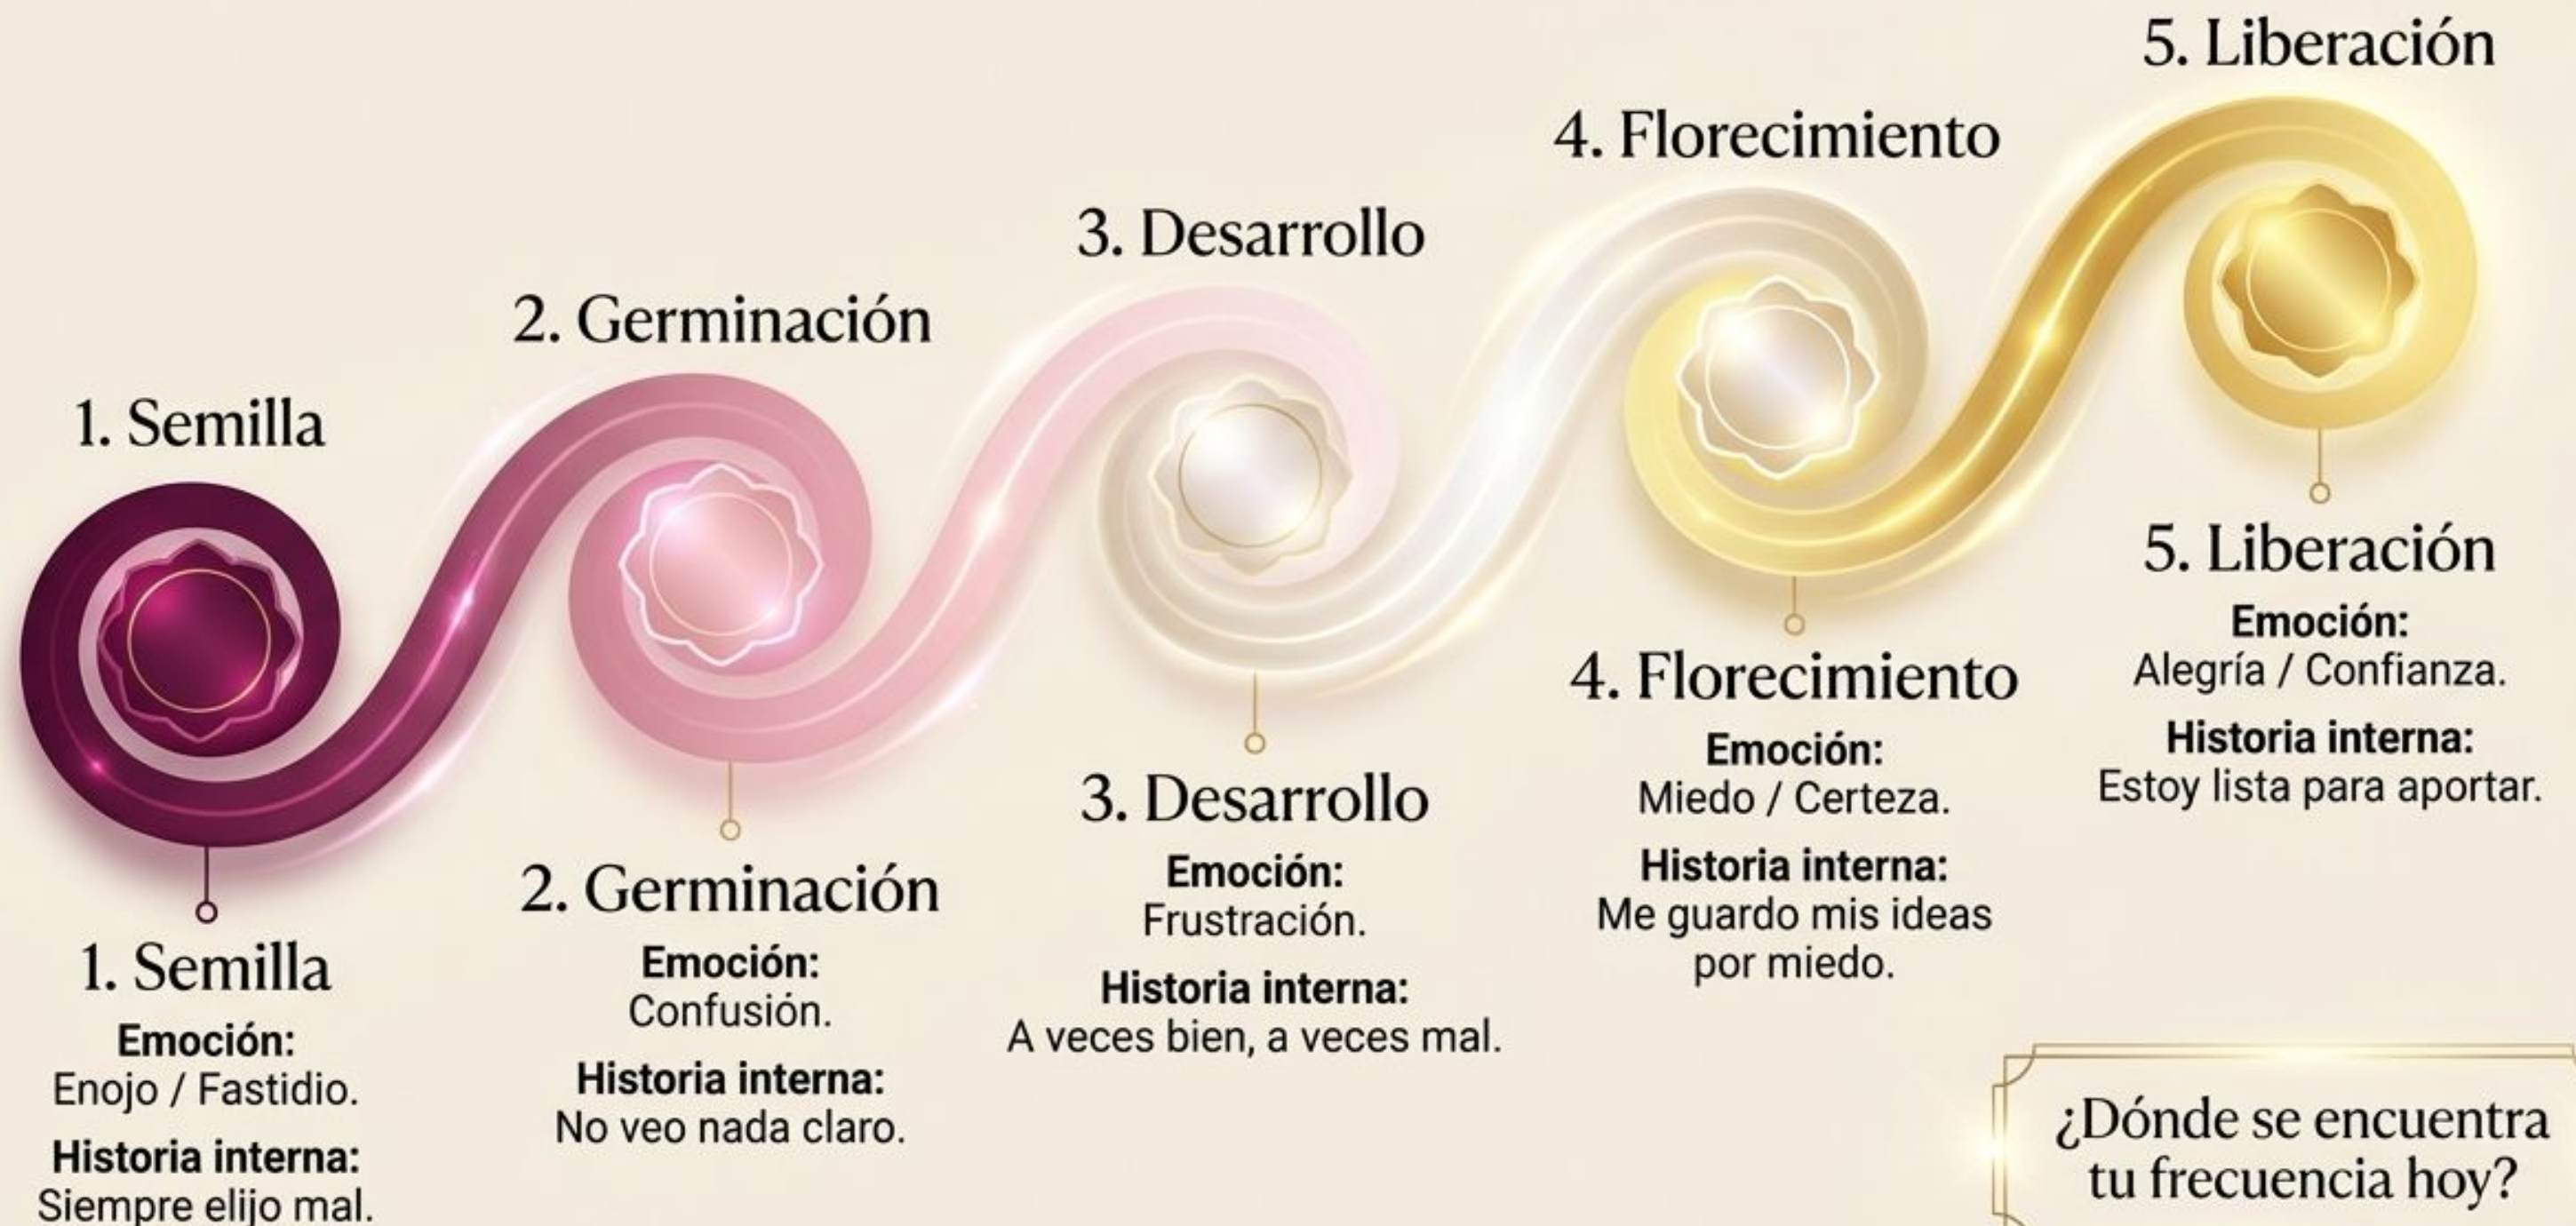 1. Semilla
2. Germinación
3. Desarrollo
4. Florecimiento
5. Liberación
1. Semilla
Emoción:
Enojo / Fastidio.
Historia interna:
Siempre elijo mal.
2. Germinación
Emoción:
Confusión.
Historia interna:
No veo nada claro.
3. Desarrollo
Emoción:
Frustración.
Historia interna:
A veces bien, a veces mal.
4. Florecimiento
Emoción:
Miedo / Certeza.
Historia interna:
Me guardo mis ideas
por miedo.
5. Liberación
Emoción:
Alegría / Confianza.
Historia interna:
Estoy lista para aportar.
¿Dónde se encuentra
tu frecuencia hoy?